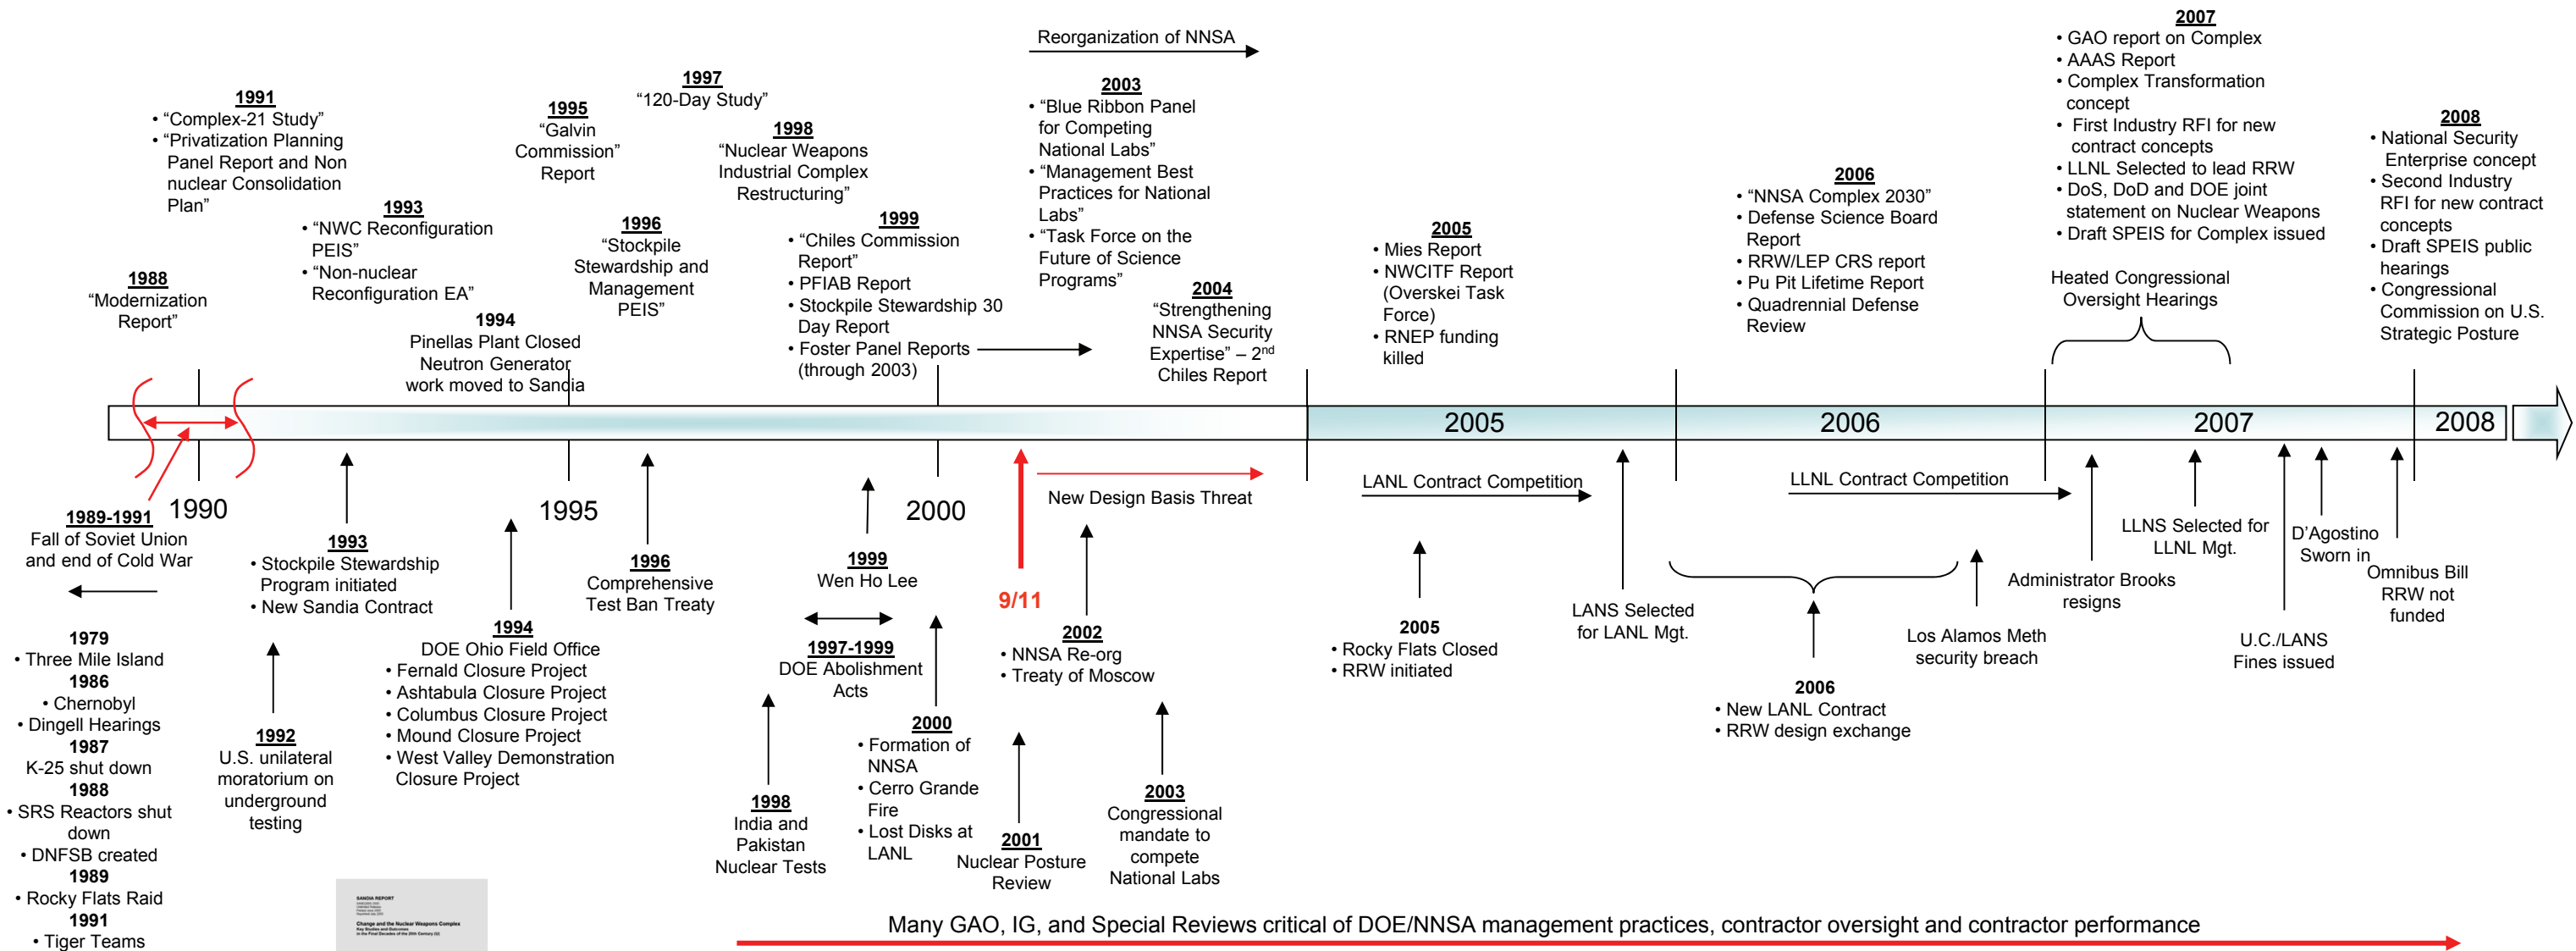 Reorganization of NNSA
1988
“Modernization
Report”
1991
• “Complex-21 Study”
• “Privatization Planning
Panel Report and Non
nuclear Consolidation
Plan”
1993
• “NWC Reconfiguration
PEIS”
• “Non-nuclear
Reconfiguration EA”
1994
Pinellas Plant Closed
Neutron Generator
work moved to Sandia
1995
“Galvin
Commission”
Report
1996
“Stockpile
Stewardship and
Management
PEIS”
1997
“120-Day Study”
1998
“Nuclear Weapons
Industrial Complex
Restructuring”
1999
• “Chiles Commission
Report”
• PFIAB Report
• Stockpile Stewardship 30
Day Report
• Foster Panel Reports
(through 2003)
2003
• “Blue Ribbon Panel
for Competing
National Labs”
• “Management Best
Practices for National
Labs”
• “Task Force on the
Future of Science
Programs”
2004
“Strengthening
NNSA Security
Expertise” – 2nd
Chiles Report
2005
• Mies Report
• NWCITF Report
(Overskei Task
Force)
• RNEP funding
killed
2006
• “NNSA Complex 2030”
• Defense Science Board
Report
• RRW/LEP CRS report
• Pu Pit Lifetime Report
• Quadrennial Defense
Review
2007
• GAO report on Complex
• AAAS Report
• Complex Transformation
concept
• First Industry RFI for new
contract concepts
• LLNL Selected to lead RRW
• DoS, DoD and DOE joint
statement on Nuclear Weapons
• Draft SPEIS for Complex issued
Heated Congressional
Oversight Hearings
2008
• National Security
Enterprise concept
• Second Industry
RFI for new contract
concepts
• Draft SPEIS public
hearings
• Congressional
Commission on U.S.
Strategic Posture
2005
2006
2007
2008
1990
1995
2000
1989-1991
Fall of Soviet Union
and end of Cold War
1979
• Three Mile Island
1986
• Chernobyl
• Dingell Hearings
1987
K-25 shut down
1988
• SRS Reactors shut
down
• DNFSB created
1989
• Rocky Flats Raid
1991
• Tiger Teams
1993
• Stockpile Stewardship
Program initiated
• New Sandia Contract
1992
U.S. unilateral
moratorium on
underground
testing
1994
DOE Ohio Field Office
• Fernald Closure Project
• Ashtabula Closure Project
• Columbus Closure Project
• Mound Closure Project
• West Valley Demonstration
Closure Project
1996
Comprehensive
Test Ban Treaty
1999
Wen Ho Lee
1997-1999
DOE Abolishment
Acts
1998
India and
Pakistan
Nuclear Tests
2000
• Formation of
NNSA
• Cerro Grande
Fire
• Lost Disks at
LANL
9/11
New Design Basis Threat
2002
• NNSA Re-org
• Treaty of Moscow
2001
Nuclear Posture
Review
2003
Congressional
mandate to
compete
National Labs
LANL Contract Competition
2005
• Rocky Flats Closed
• RRW initiated
LANS Selected
for LANL Mgt.
LLNL Contract Competition
2006
• New LANL Contract
• RRW design exchange
Los Alamos Meth
security breach
Administrator Brooks
resigns
LLNS Selected for
LLNL Mgt.
U.C./LANS
Fines issued
D’Agostino
Sworn in
Omnibus Bill
RRW not
funded
SANDIA REPORT
Change and the Nuclear Weapons Complex
Key Studies and Outcomes
in the Final Decades of the 20th Century (U)
Many GAO, IG, and Special Reviews critical of DOE/NNSA management practices, contractor oversight and contractor performance